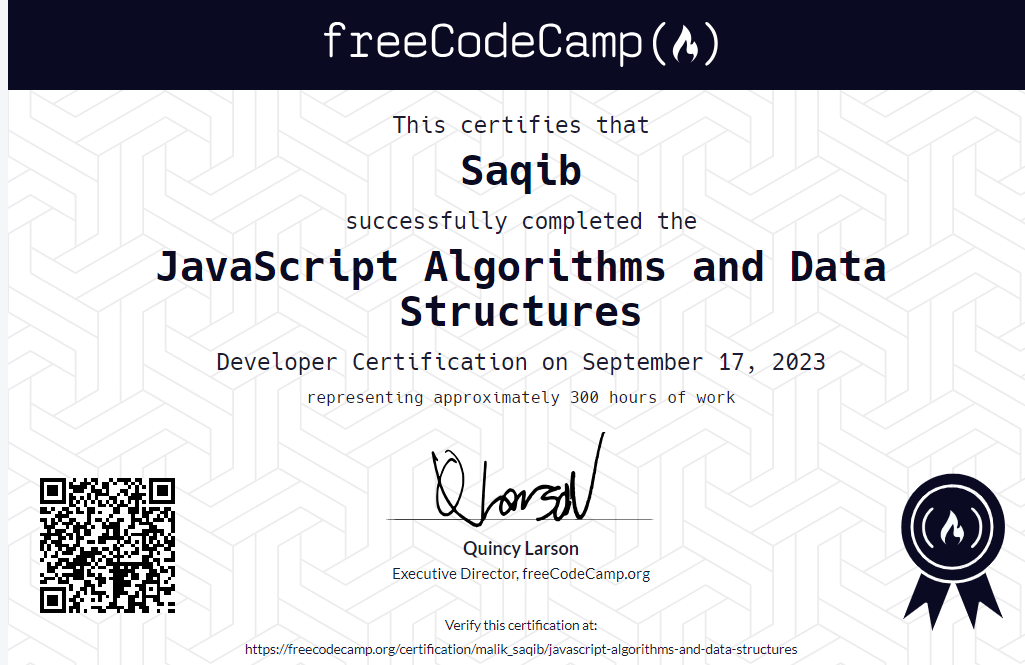 freeCodeCamp(🔥)
This certifies that
Saqib
successfully completed the
JavaScript Algorithms and Data
Structures
Developer Certification on September 17, 2023
representing approximately 300 hours of work
Q Larson
Quincy Larson
Executive Director, freeCodeCamp.org
Verify this certification at:
https://freecodecamp.org/certification/malik_saqib/javascript-algorithms-and-data-structures